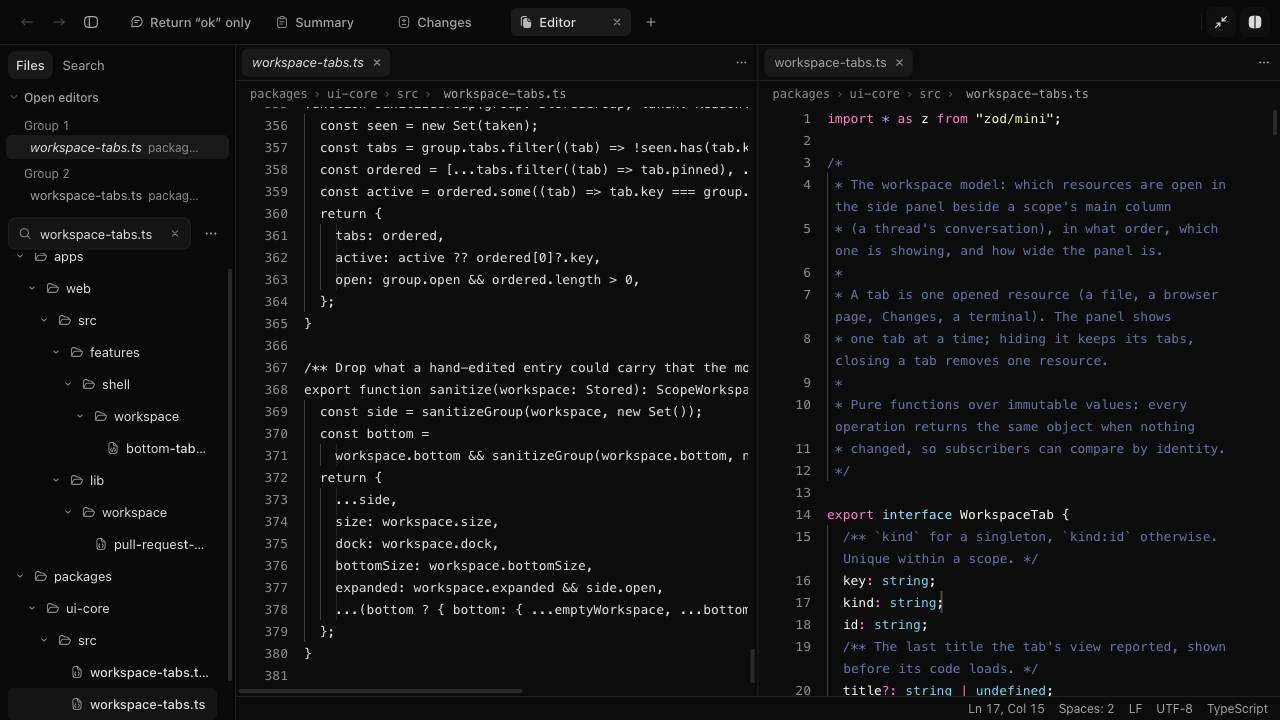 Return “ok” only
Summary
Changes
Editor
Files
Search
Open editors
Group 1
workspace-tabs.ts packag...
Group 2
workspace-tabs.ts packag...
workspace-tabs.ts
apps
web
src
features
shell
workspace
bottom-tab...
lib
workspace
pull-request-...
packages
ui-core
src
workspace-tabs.t...
workspace-tabs.ts
workspace-tabs.ts
packages › ui-core › src › workspace-tabs.ts
356 const seen = new Set(taken);
357 const tabs = group.tabs.filter((tab) => !seen.has(tab.k
358 const ordered = [...tabs.filter((tab) => tab.pinned), .
359 const active = ordered.some((tab) => tab.key === group.
360 return {
361 tabs: ordered,
362 active: active ?? ordered[0]?.key,
363 open: group.open && ordered.length > 0,
364 };
365 }
366
367 /** Drop what a hand-edited entry could carry that the mo
368 export function sanitize(workspace: Stored): ScopeWorkspa
369 const side = sanitizeGroup(workspace, new Set());
370 const bottom =
371 workspace.bottom && sanitizeGroup(workspace.bottom, n
372 return {
373 ...side,
374 size: workspace.size,
375 dock: workspace.dock,
376 bottomSize: workspace.bottomSize,
377 expanded: workspace.expanded && side.open,
378 ...(bottom ? { bottom: { ...emptyWorkspace, ...bottom
379 };
380 }
381
workspace-tabs.ts
packages › ui-core › src › workspace-tabs.ts
1 import * as z from "zod/mini";
2
3 /*
4 * The workspace model: which resources are open in
the side panel beside a scope's main column
5 * (a thread's conversation), in what order, which
one is showing, and how wide the panel is.
6 *
7 * A tab is one opened resource (a file, a browser
page, Changes, a terminal). The panel shows
8 * one tab at a time; hiding it keeps its tabs,
closing a tab removes one resource.
9 *
10 * Pure functions over immutable values: every
operation returns the same object when nothing
11 * changed, so subscribers can compare by identity.
12 */
13
14 export interface WorkspaceTab {
15 /** `kind` for a singleton, `kind:id` otherwise.
Unique within a scope. */
16 key: string;
17 kind: string;
18 id: string;
19 /** The last title the tab's view reported, shown
before its code loads. */
20 title?: string | undefined;
Ln 17, Col 15
Spaces: 2
LF
UTF-8
TypeScript